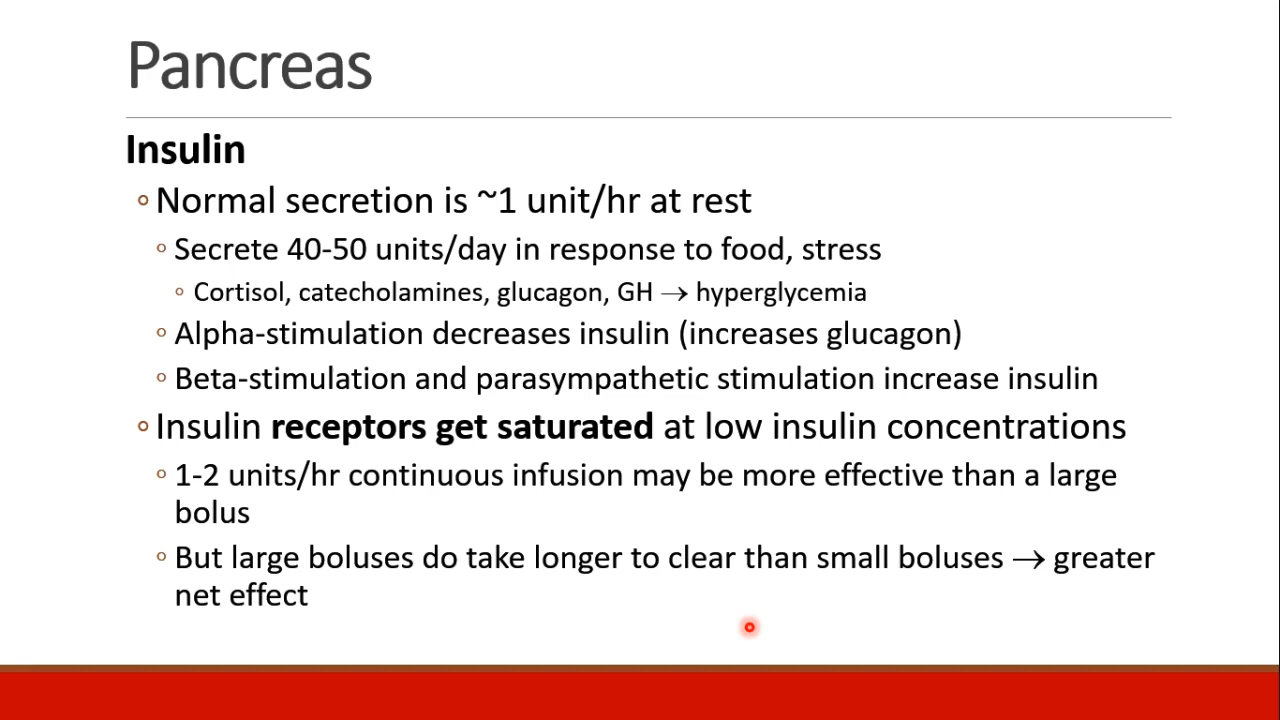 Pancreas
Insulin
◦Normal secretion is ~1 unit/hr at rest
◦Secrete 40-50 units/day in response to food, stress
◦Cortisol, catecholamines, glucagon, GH → hyperglycemia
◦Alpha-stimulation decreases insulin (increases glucagon)
◦Beta-stimulation and parasympathetic stimulation increase insulin
◦Insulin receptors get saturated at low insulin concentrations
◦1-2 units/hr continuous infusion may be more effective than a large
bolus
◦But large boluses do take longer to clear than small boluses → greater
net effect